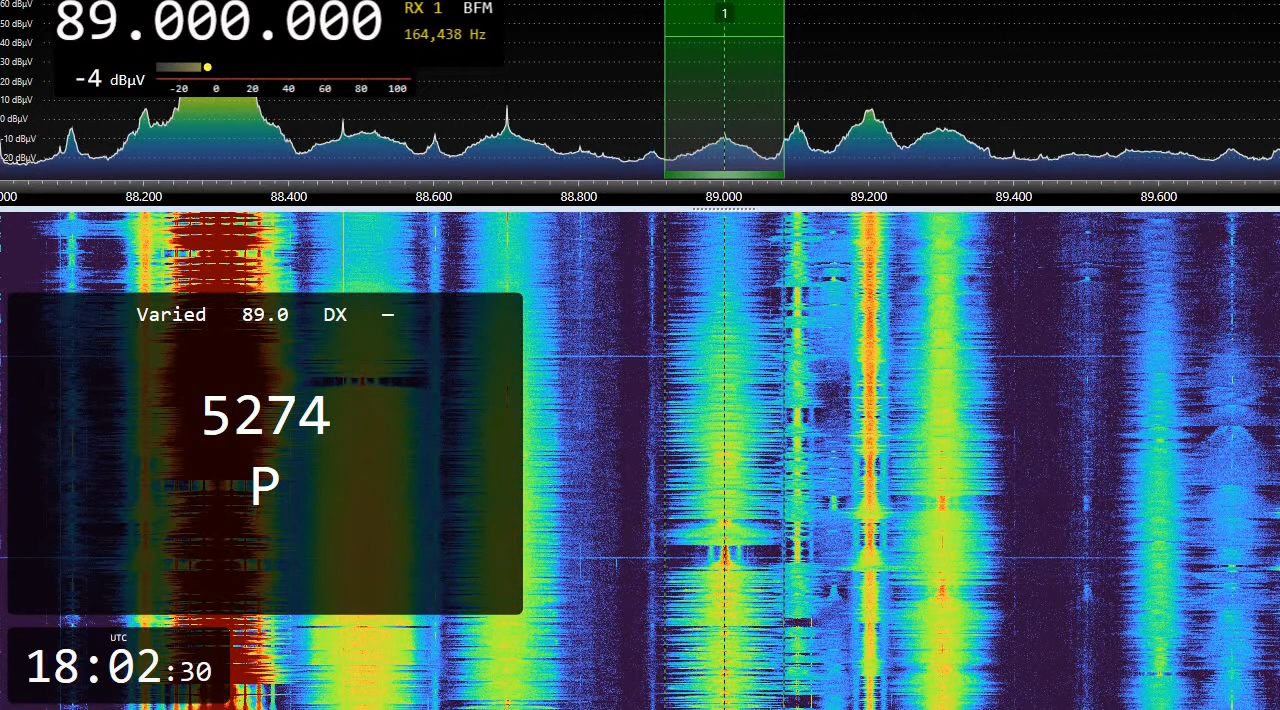 60 dBμV
50 dBμV
40 dBμV
30 dBμV
20 dBμV
10 dBμV
0 dBμV
-10 dBμV
-20 dBμV
89.000.000
RX 1 BFM
164,438 Hz
-4 dBμV
-20 0 20 40 60 80 100
1
000 88.200 88.400 88.600 88.800 89.000 89.200 89.400 89.600
Varied 89.0 DX —
5274
P
UTC
18:02:30